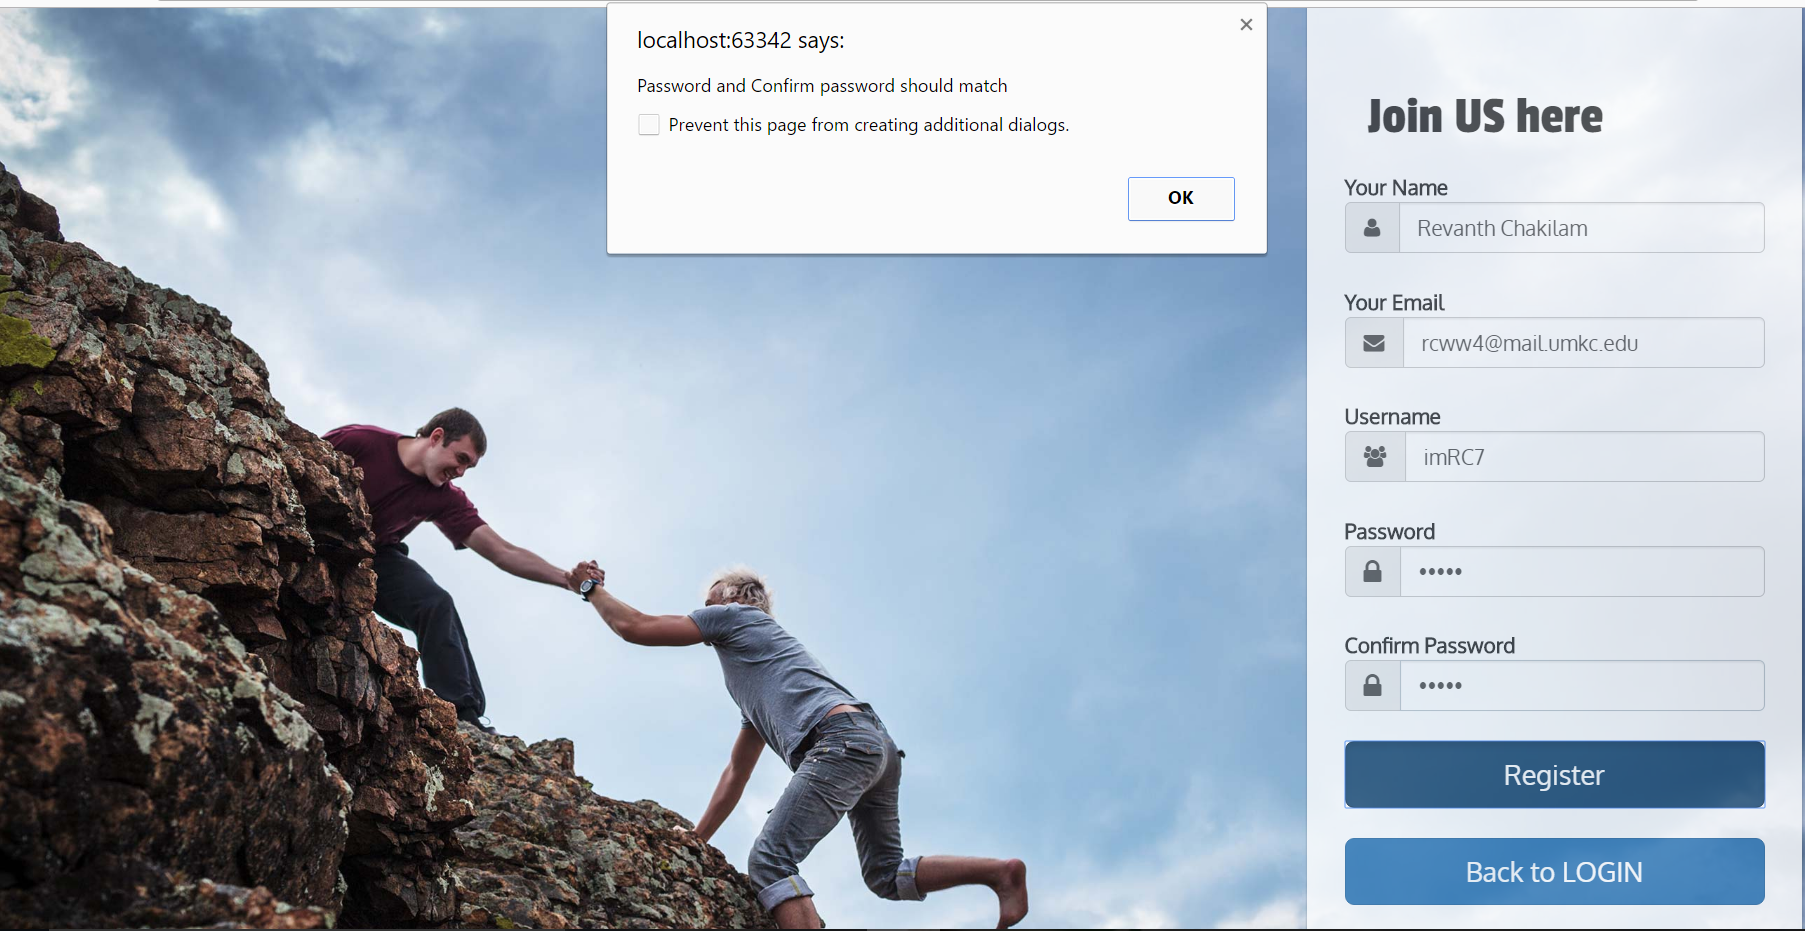 localhost:63342 says:
Password and Confirm password should match
Prevent this page from creating additional dialogs.
OK
Join US here
Your Name
Revanth Chakilam
Your Email
rcww4@mail.umkc.edu
Username
imRC7
Password
•••••
Confirm Password
•••••
Register
Back to LOGIN